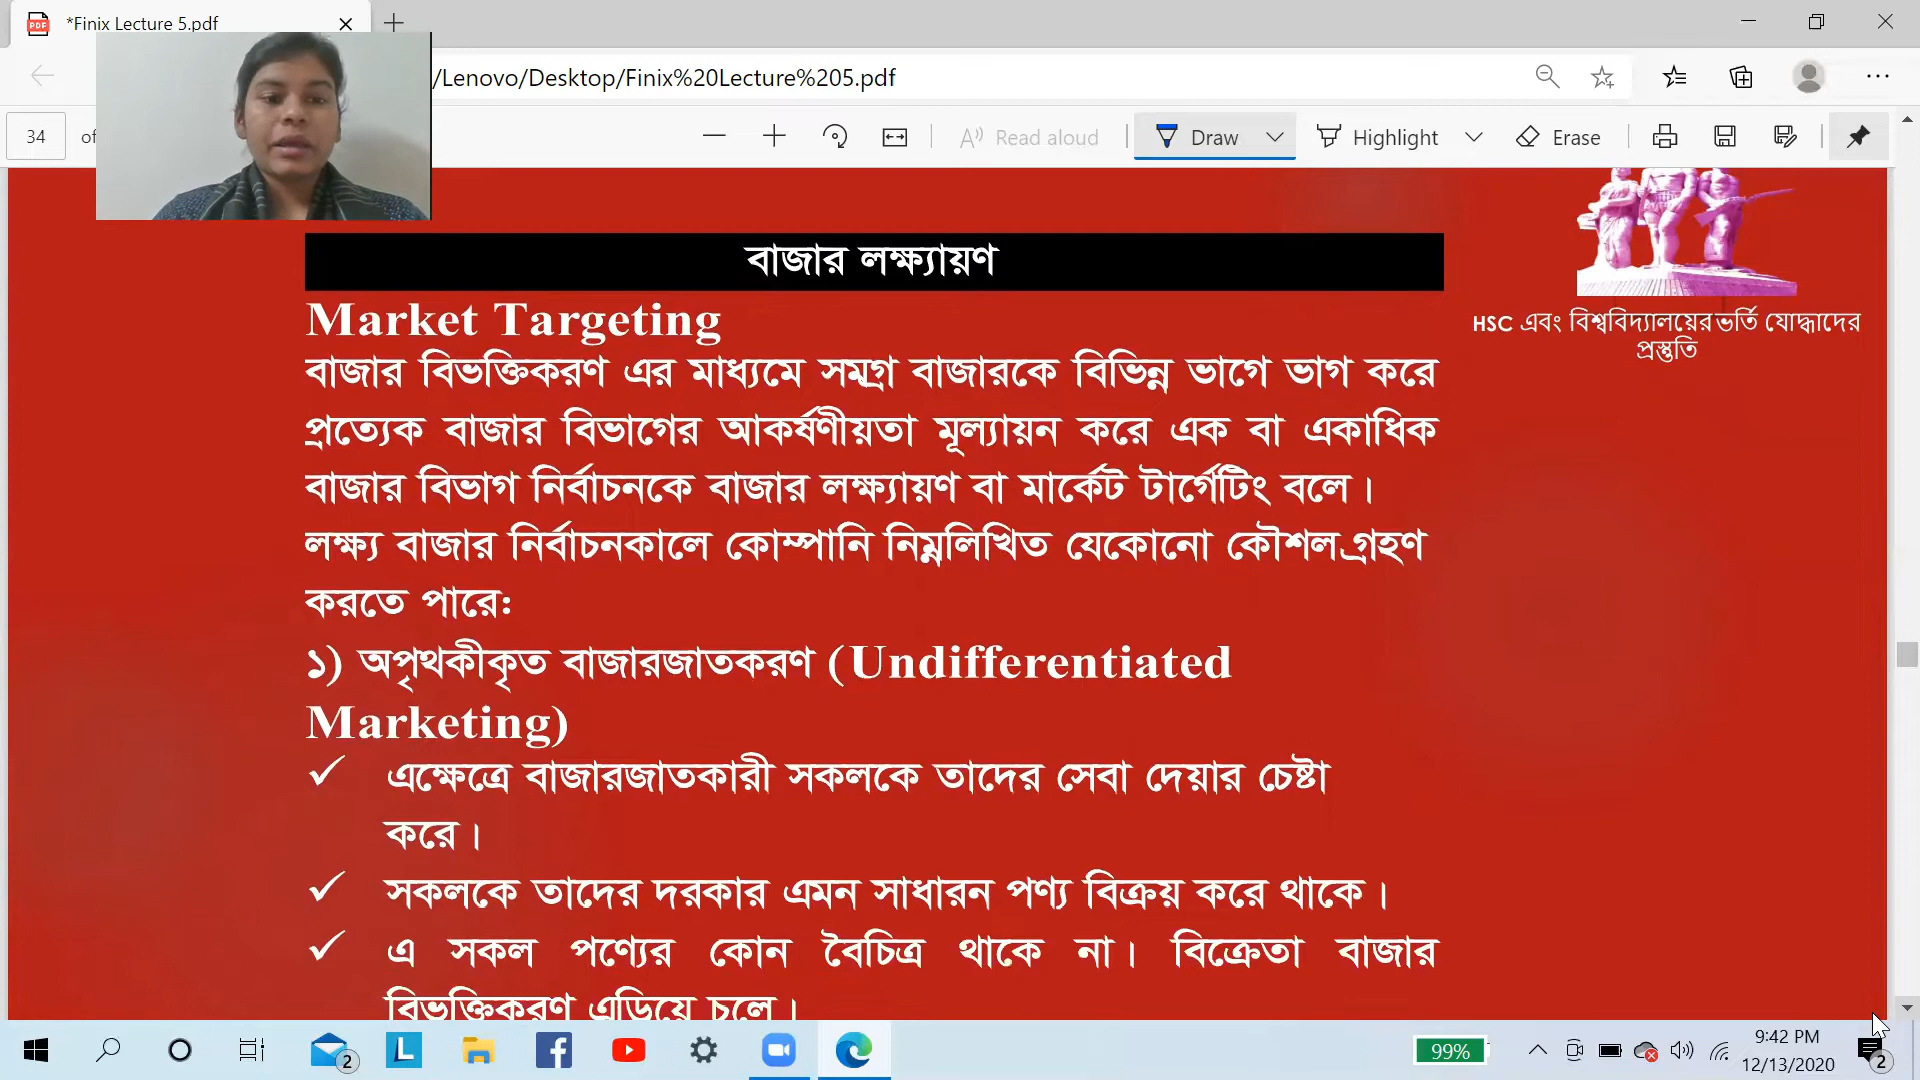 *Finix Lecture 5.pdf
/Lenovo/Desktop/Finix%20Lecture%205.pdf
34 of
Read aloud
Draw
Highlight
Erase
বাজার লক্ষ্যায়ণ
HSC এবং বিশ্ববিদ্যালয়ের ভর্তি যোদ্ধাদের
প্রস্তুতি
Market Targeting
বাজার বিভক্তিকরণ এর মাধ্যমে সমগ্র বাজারকে বিভিন্ন ভাগে ভাগ করে
প্রত্যেক বাজার বিভাগের আকর্ষণীয়তা মূল্যায়ন করে এক বা একাধিক
বাজার বিভাগ নির্বাচনকে বাজার লক্ষ্যায়ণ বা মার্কেট টার্গেটিং বলে।
লক্ষ্য বাজার নির্বাচনকালে কোম্পানি নিম্নলিখিত যেকোনো কৌশল গ্রহণ
করতে পারে:
১) অপৃথকীকৃত বাজারজাতকরণ (Undifferentiated
Marketing)
✓ এক্ষেত্রে বাজারজাতকারী সকলকে তাদের সেবা দেয়ার চেষ্টা
করে।
✓ সকলকে তাদের দরকার এমন সাধারন পণ্য বিক্রয় করে থাকে।
✓ এ সকল পণ্যের কোন বৈচিত্র থাকে না। বিক্রেতা বাজার
বিভক্তিকরণ এড়িয়ে চলে।
2
L
99%
9:42 PM
12/13/2020
2